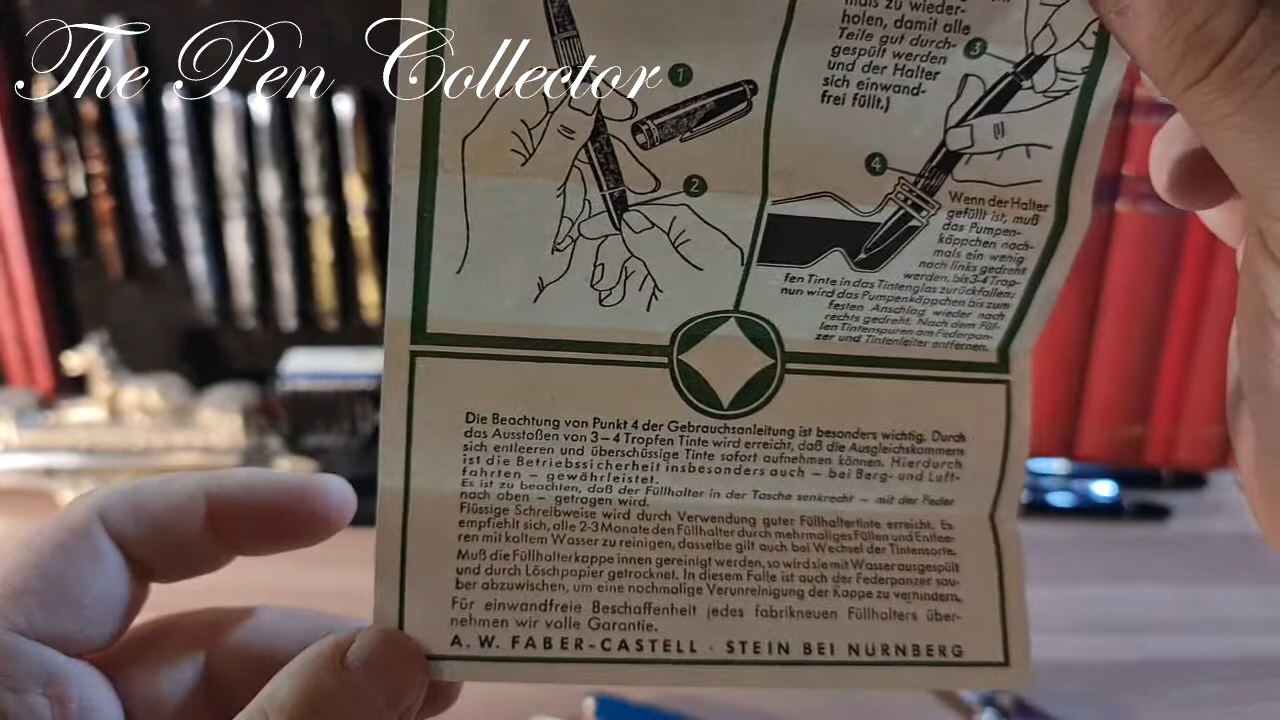 The Pen Collector
mals zu wieder-
holen, damit alle
Teile gut durch-
gespült werden
und der Halter
sich einwand-
frei füllt.)
1
2
3
4
Wenn der Halter
gefüllt ist, muß
das Pumpen-
käppchen noch-
mals ein wenig
nach links gedreht
werden, bis 3-4 Trop-
fen Tinte in das Tintenglas zurückfallen;
nun wird das Pumpenkäppchen bis zum
festen Anschlag wieder nach
rechts gedreht. Nach dem Fül-
len Tintenspuren am Federpan-
zer und Tintenleiter entfernen.
Die Beachtung von Punkt 4 der Gebrauchsanleitung ist besonders wichtig. Durch
das Ausstoßen von 3–4 Tropfen Tinte wird erreicht, daß die Ausgleichskammern
sich entleeren und überschüssige Tinte sofort aufnehmen können. Hierdurch
ist die Betriebssicherheit insbesonders auch – bei Berg- und Luft-
fahrten – gewährleistet.
Es ist zu beachten, daß der Füllhalter in der Tasche senkrecht – mit der Feder
nach oben – getragen wird.
Flüssige Schreibweise wird durch Verwendung guter Füllhaltertinte erreicht. Es
empfiehlt sich, alle 2-3 Monate den Füllhalter durch mehrmaliges Füllen und Entlee-
ren mit kaltem Wasser zu reinigen, dasselbe gilt auch bei Wechsel der Tintensorte.
Muß die Füllhalterkappe innen gereinigt werden, so wird sie mit Wasser ausgespült
und durch Löschpapier getrocknet. In diesem Falle ist auch der Federpanzer sau-
ber abzuwischen, um eine nochmalige Verunreinigung der Kappe zu verhindern.
Für einwandfreie Beschaffenheit jedes fabrikneuen Füllhalters über-
nehmen wir volle Garantie.
A. W. FABER-CASTELL · STEIN BEI NÜRNBERG